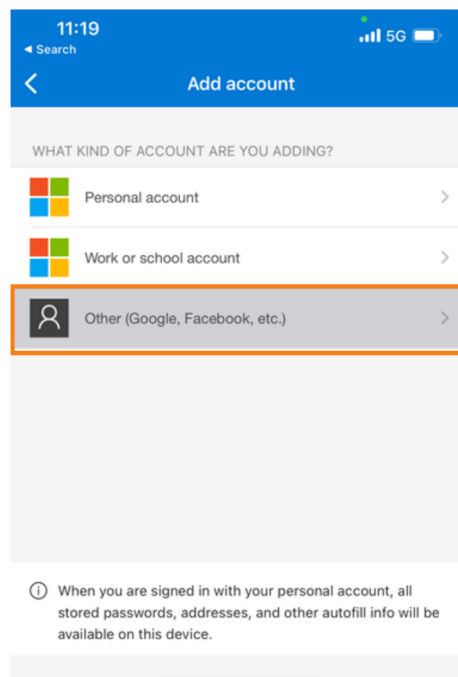 11:19
5G
◄ Search
Add account
WHAT KIND OF ACCOUNT ARE YOU ADDING?
Personal account
Work or school account
Other (Google, Facebook, etc.)
When you are signed in with your personal account, all
stored passwords, addresses, and other autofill info will be
available on this device.